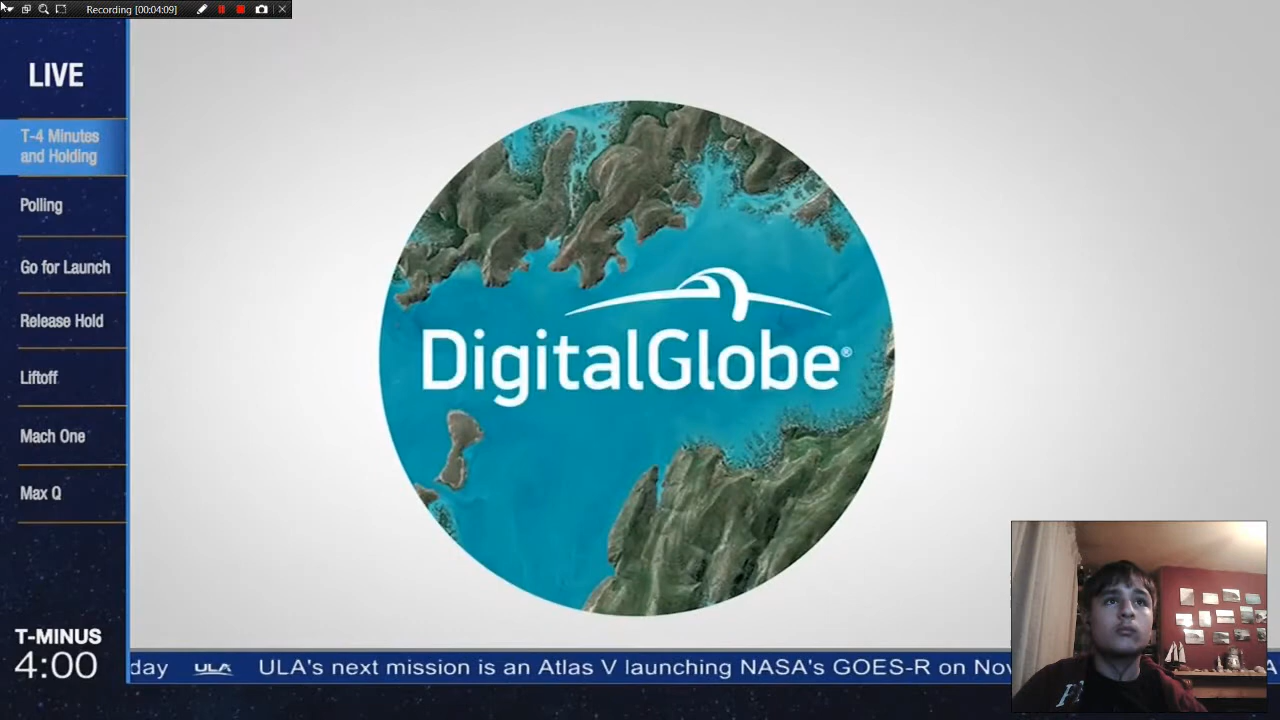 Recording [00:04:09]
LIVE
T-4 Minutes
and Holding
Polling
Go for Launch
Release Hold
Liftoff
Mach One
Max Q
T-MINUS
4:00
DigitalGlobe®
day ULA ULA's next mission is an Atlas V launching NASA's GOES-R on Nov